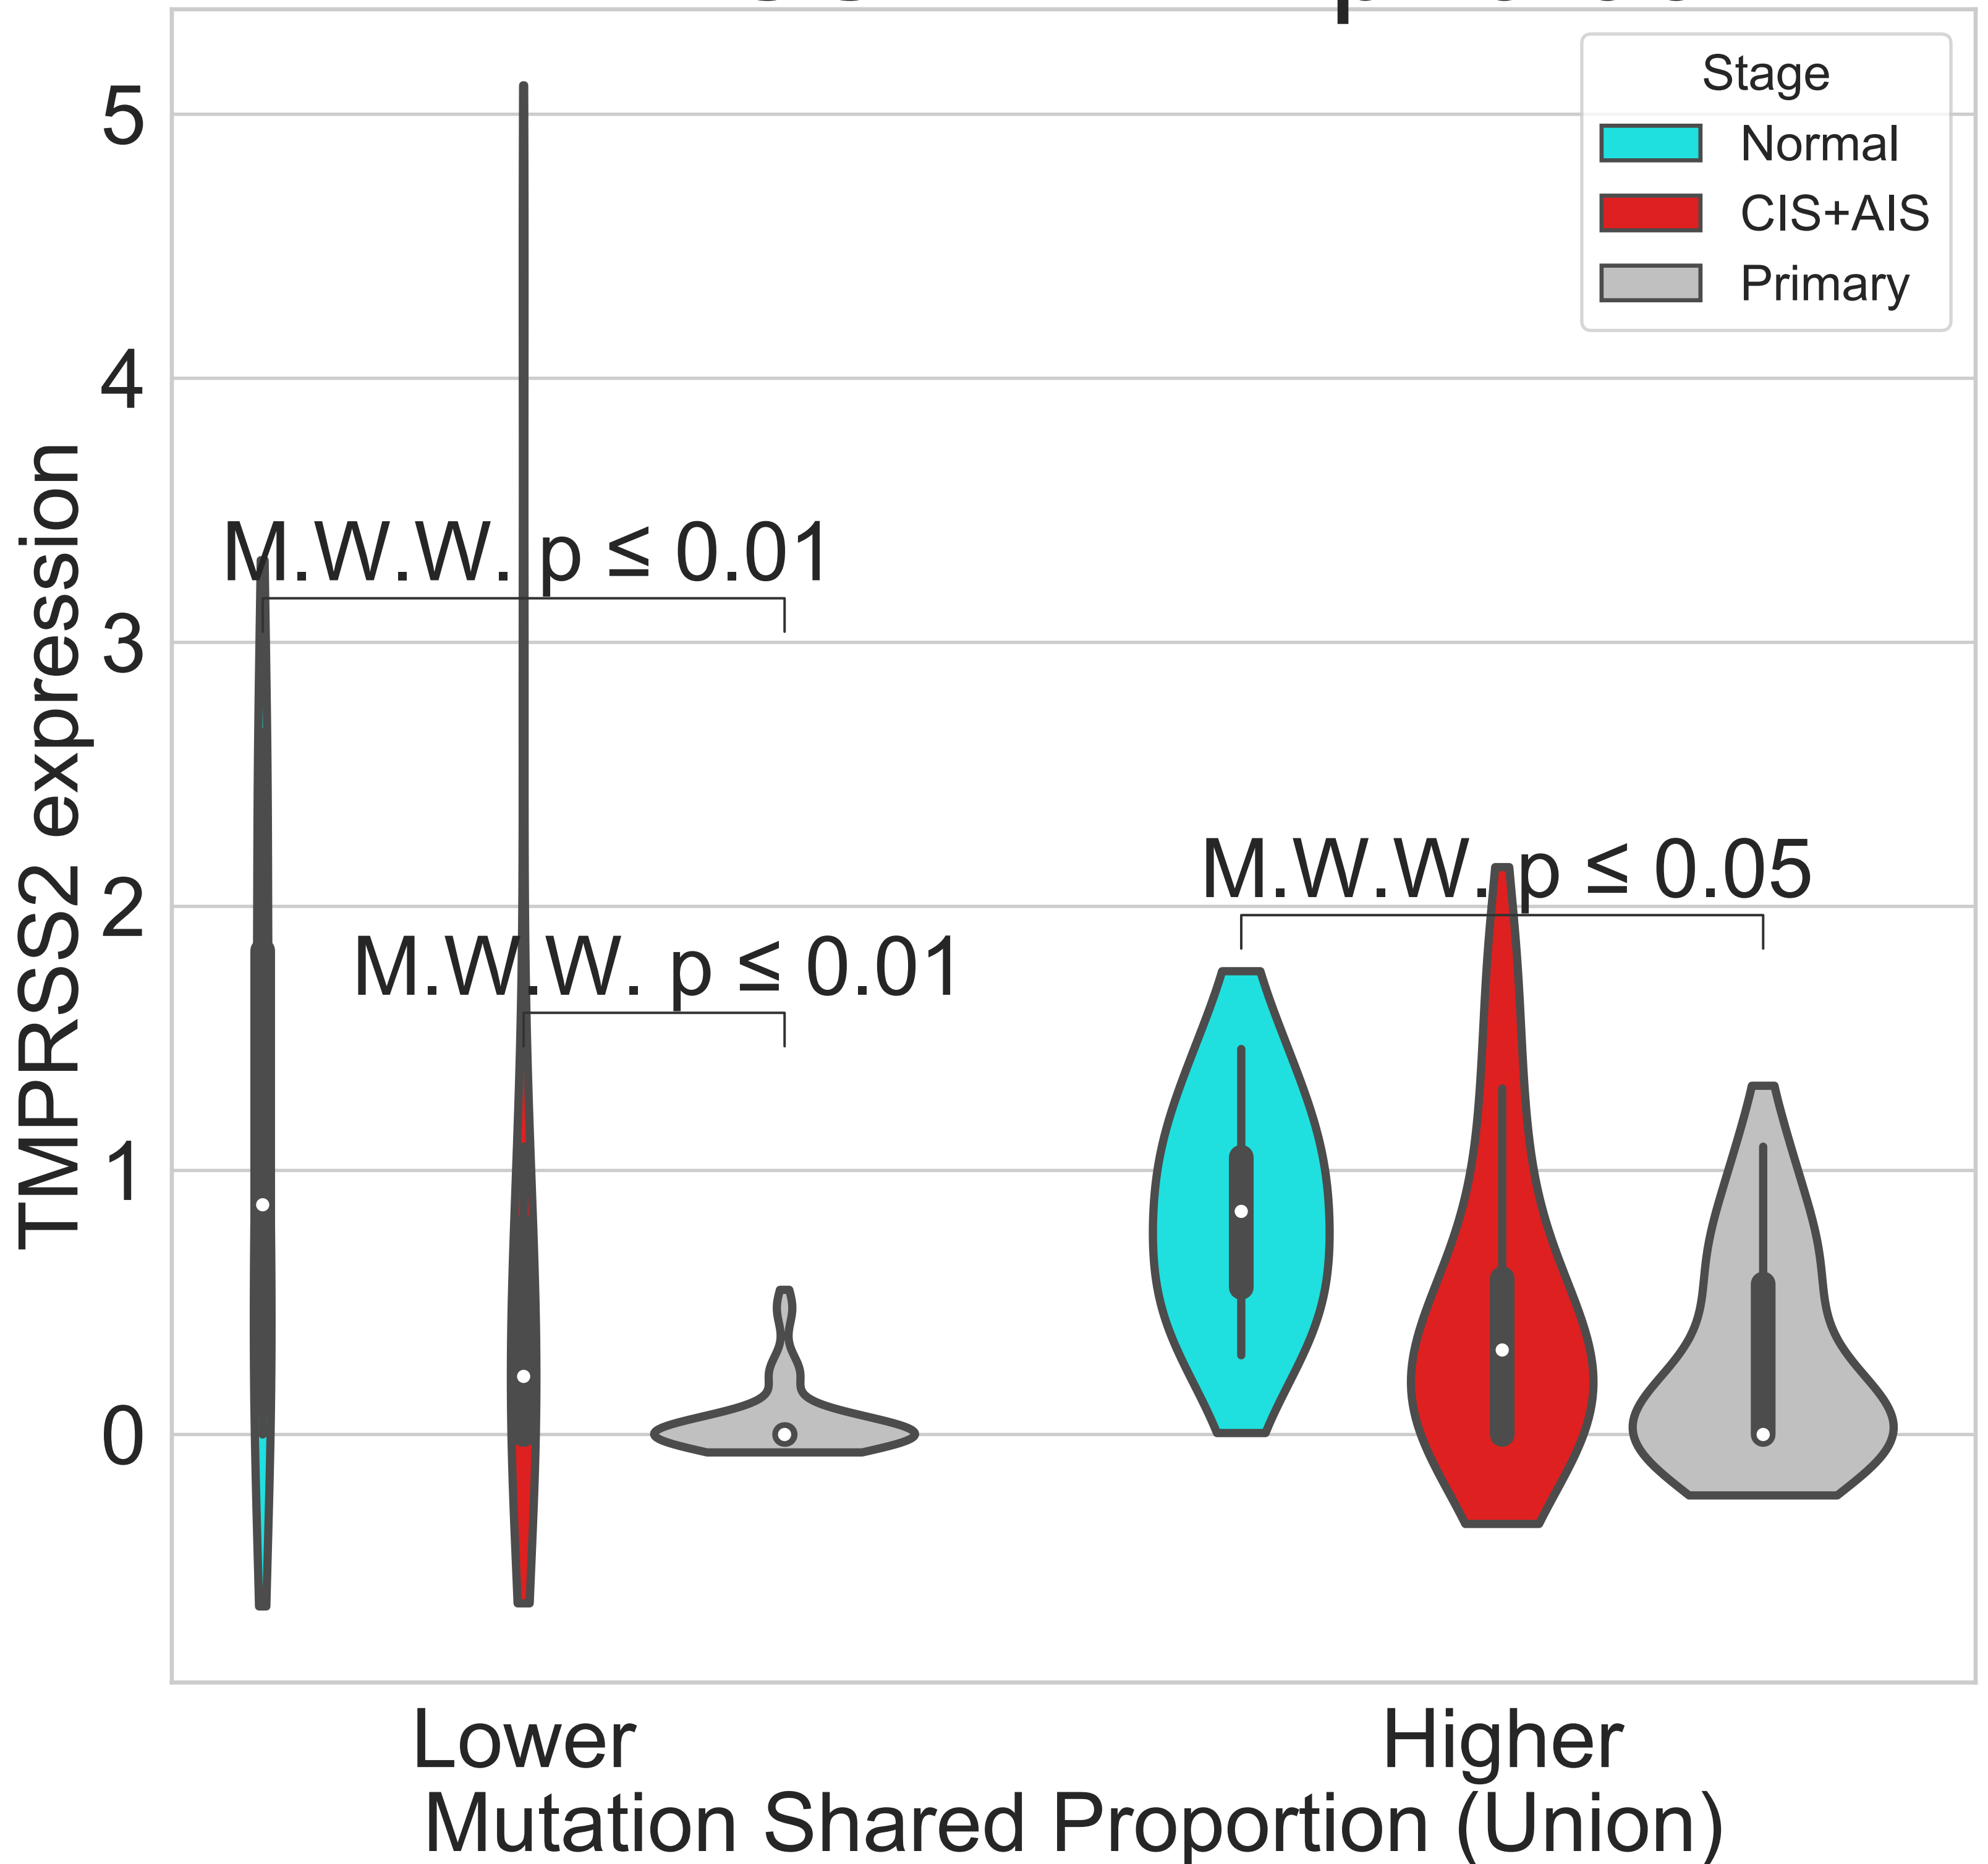 Stage
Normal
CIS+AIS
Primary
TMPRSS2 expression
5
4
3
2
1
0
M.W.W. p ≤ 0.01
M.W.W. p ≤ 0.01
M.W.W. p ≤ 0.05
Lower
Higher
Mutation Shared Proportion (Union)